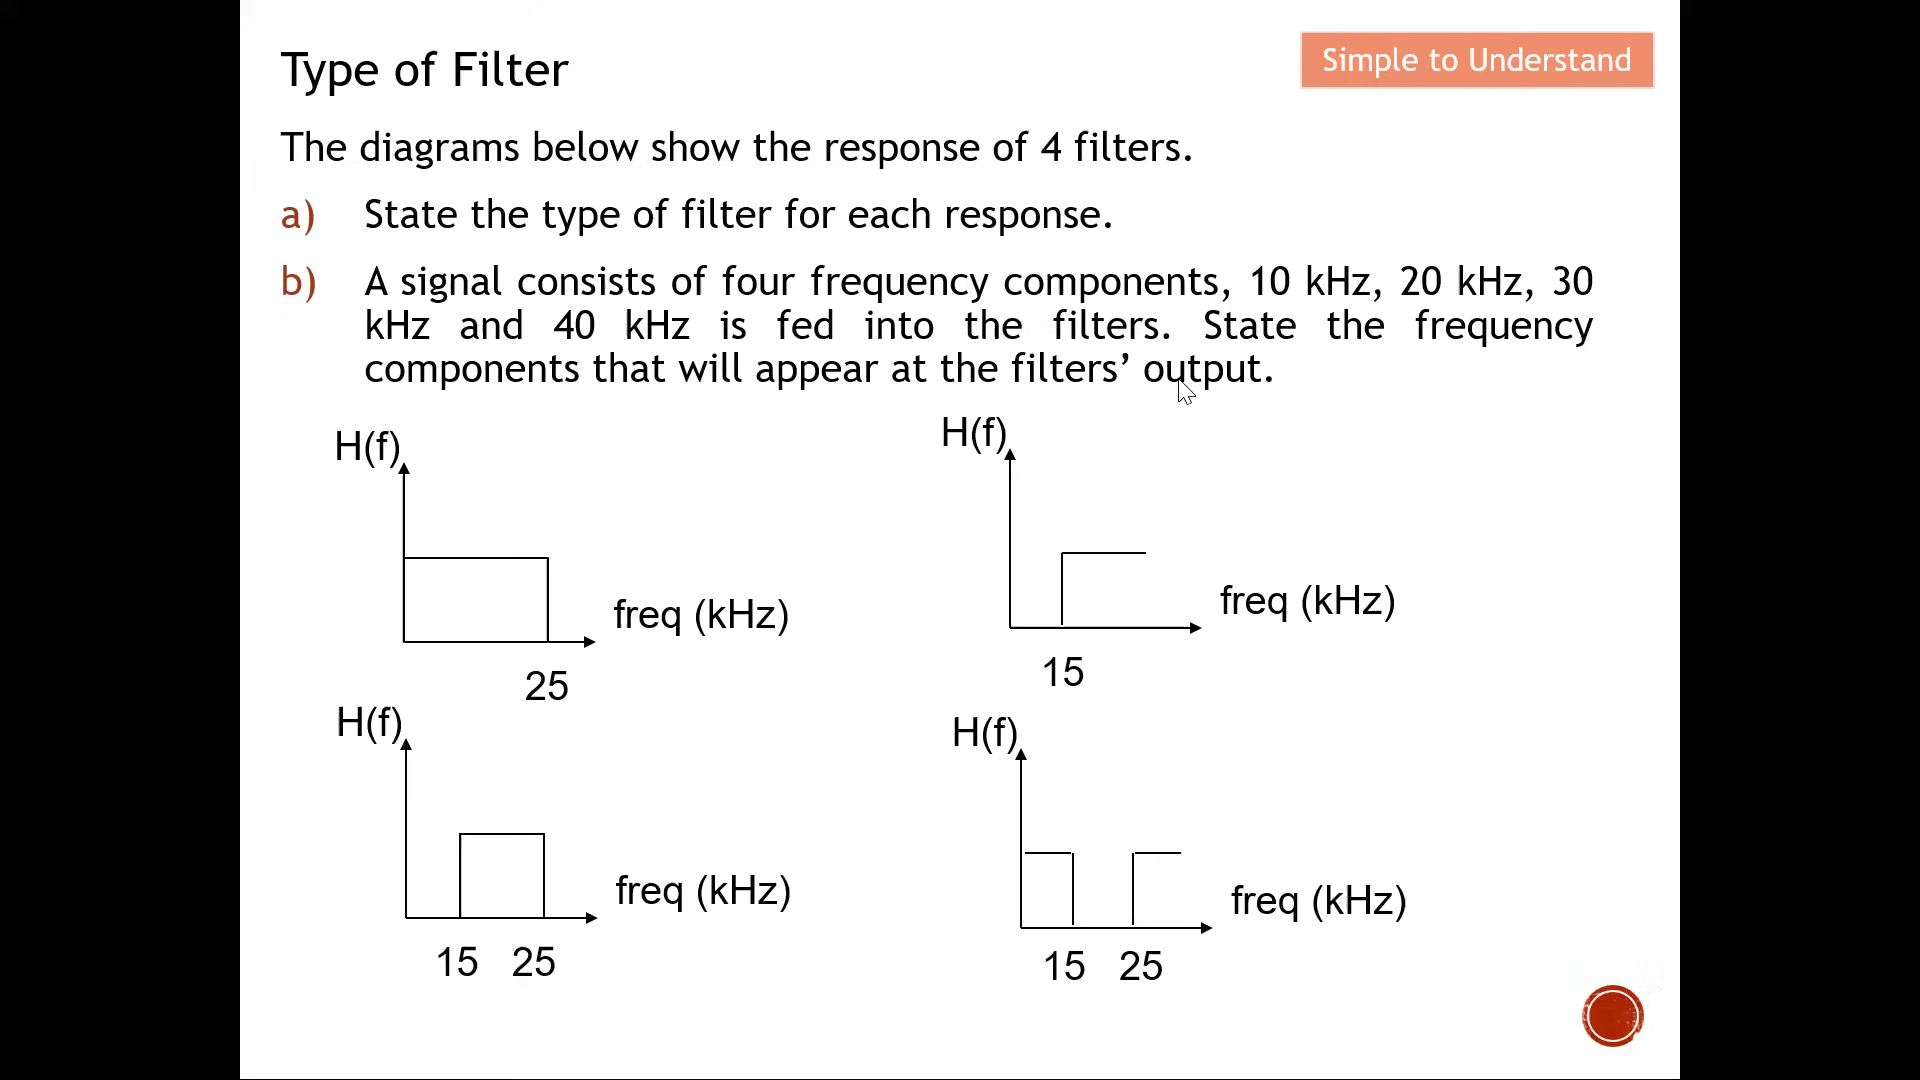 Type of Filter
Simple to Understand
The diagrams below show the response of 4 filters.
a) State the type of filter for each response.
b) A signal consists of four frequency components, 10 kHz, 20 kHz, 30
kHz and 40 kHz is fed into the filters. State the frequency
components that will appear at the filters’ output.
H(f)
freq (kHz)
25
H(f)
freq (kHz)
15
H(f)
freq (kHz)
15 25
H(f)
freq (kHz)
15 25